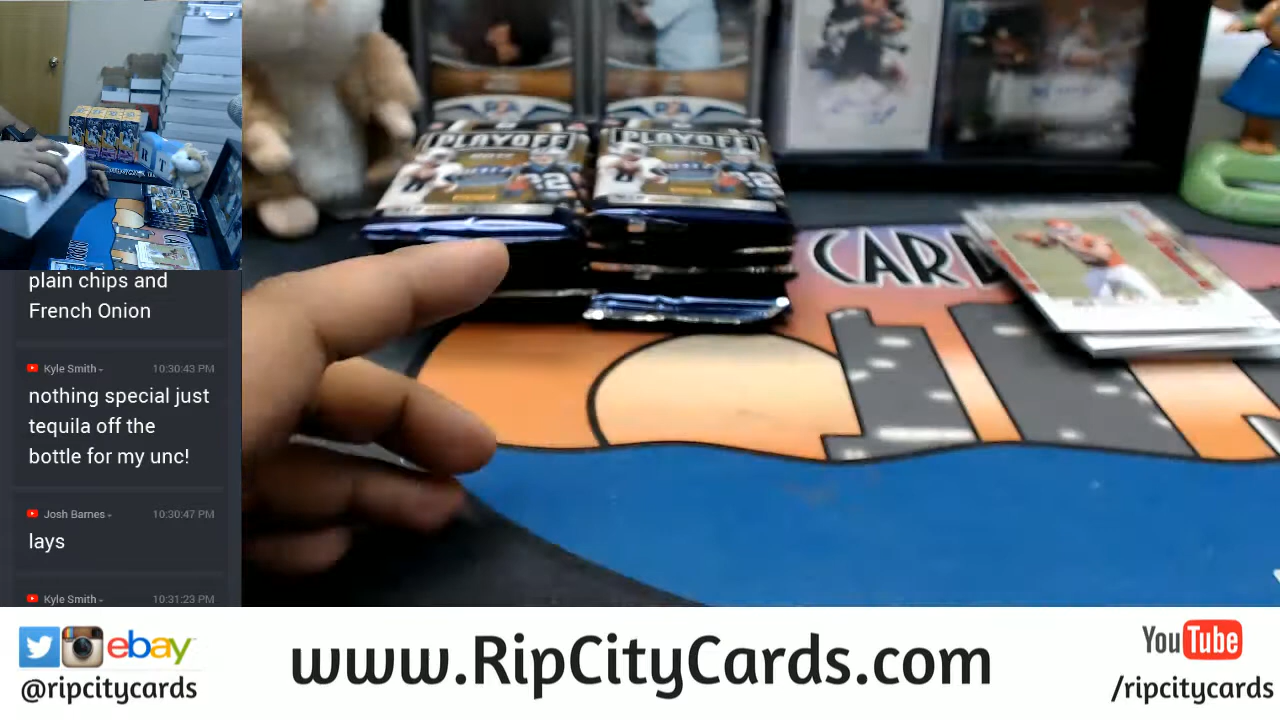 PLAYOFF
PLAYOFF
CARD
plain chips and
French Onion
Kyle Smith
10:30:43 PM
nothing special just
tequila off the
bottle for my unc!
Josh Barnes
10:30:47 PM
lays
Kyle Smith
10:31:23 PM
ebay
@ripcitycards
www.RipCityCards.com
YouTube
/ripcitycards